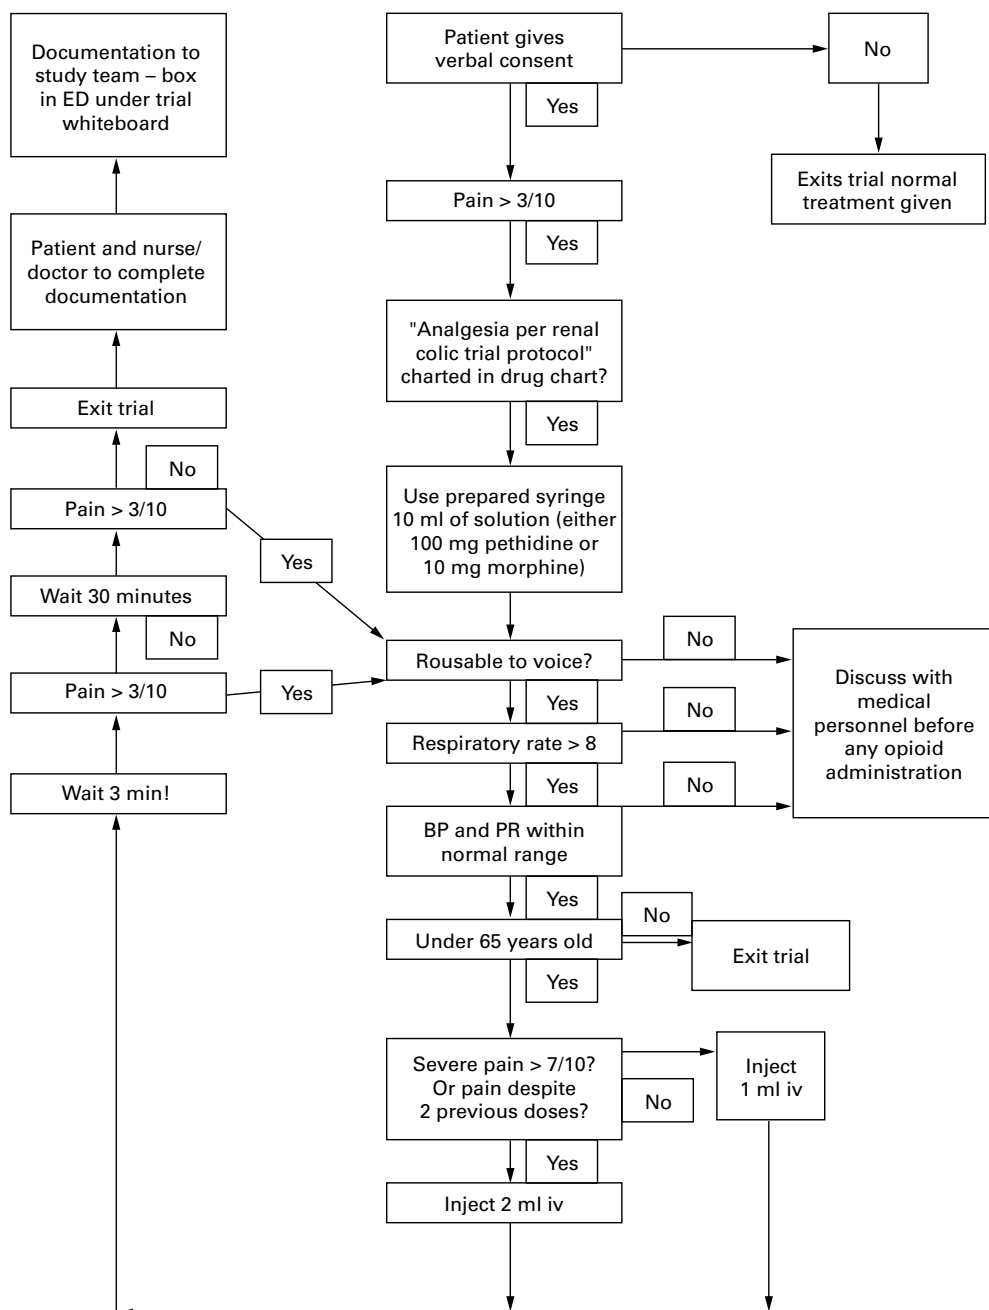 Patient gives
verbal consent
No
Yes
Exits trial normal
treatment given
Pain > 3/10
Yes
"Analgesia per renal
colic trial protocol"
charted in drug chart?
Yes
Use prepared syringe
10 ml of solution (either
100 mg pethidine or
10 mg morphine)
Rousable to voice?
No
Yes
Respiratory rate > 8
No
Yes
BP and PR within
normal range
No
Yes
Discuss with
medical
personnel before
any opioid
administration
Under 65 years old
No
Exit trial
Yes
Severe pain > 7/10?
Or pain despite
2 previous doses?
No
Inject
1 ml iv
Yes
Inject 2 ml iv
Wait 3 min!
Pain > 3/10
Yes
No
Wait 30 minutes
Pain > 3/10
Yes
No
Exit trial
Patient and nurse/
doctor to complete
documentation
Documentation to
study team – box
in ED under trial
whiteboard